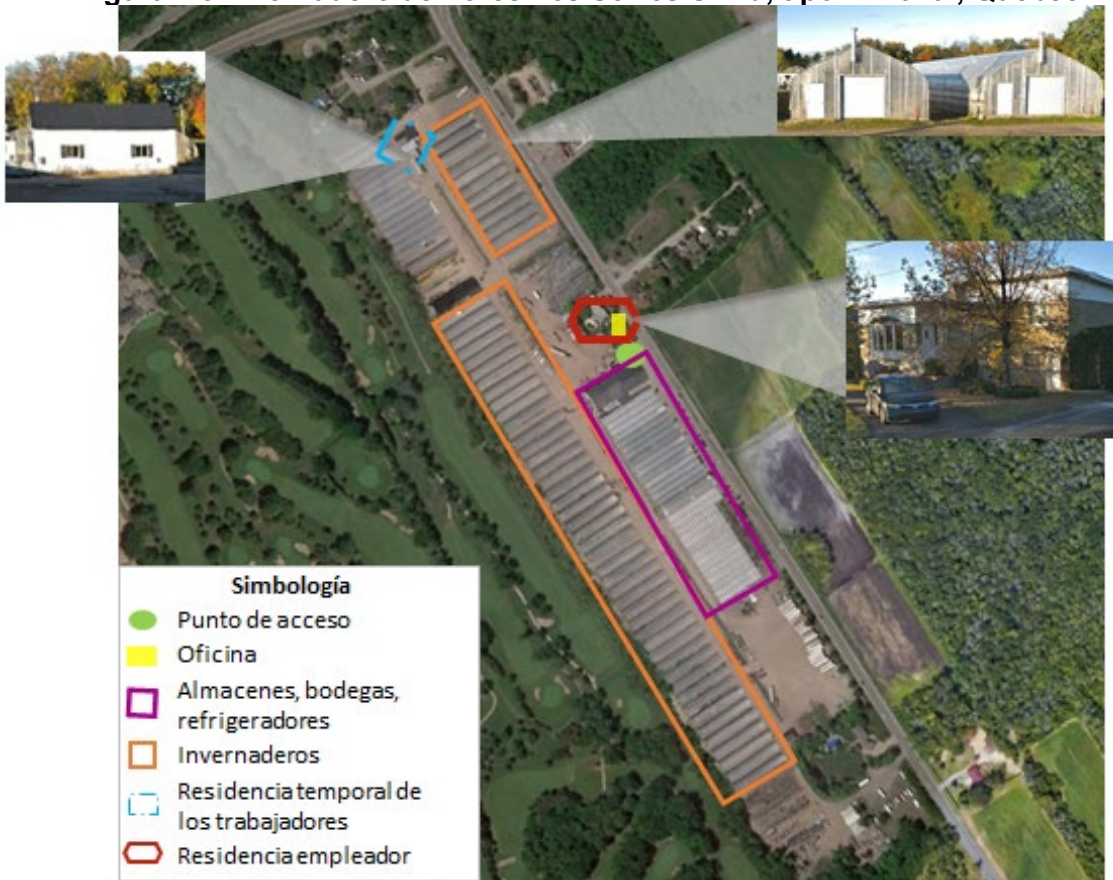 Simbología
Punto de acceso
Oficina
Almacenes, bodegas,
refrigeradores
Invernaderos
Residencia temporal de
los trabajadores
Residencia empleador